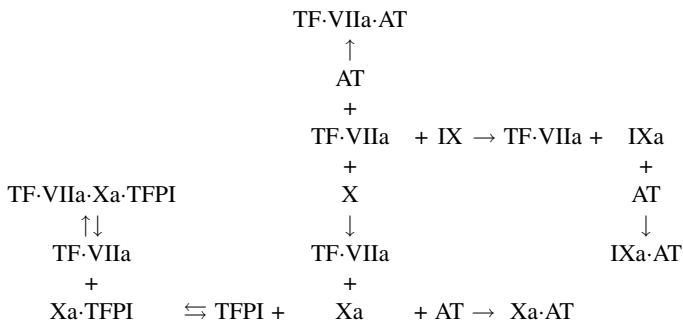 TF·VIIa·AT
↑
AT
+
TF·VIIa + IX → TF·VIIa + IXa
+ +
TF·VIIa·Xa·TFPI X AT
↑↓ ↓ ↓
TF·VIIa TF·VIIa IXa·AT
+ +
Xa·TFPI ⇆ TFPI + Xa + AT → Xa·AT